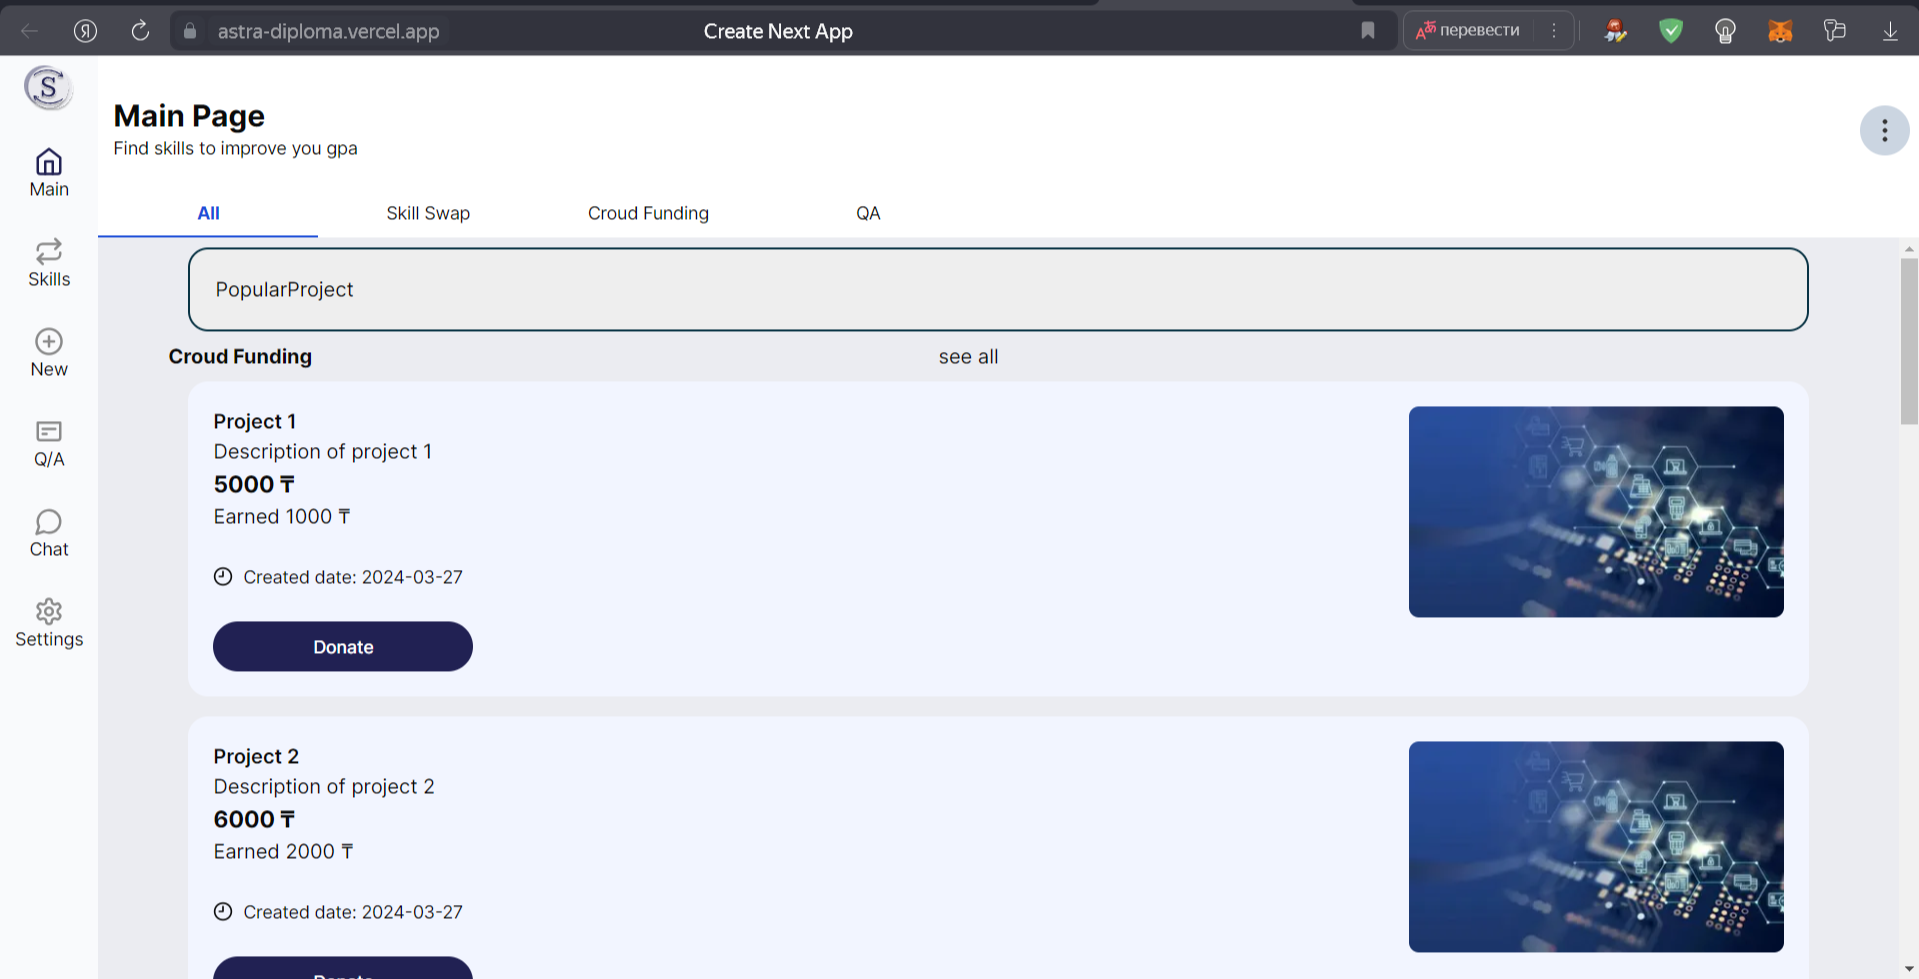 astra-diploma.vercel.app
Create Next App
перевести
S
Main Page
Find skills to improve you gpa
Main
All
Skill Swap
Croud Funding
QA
Skills
PopularProject
New
Croud Funding
see all
Q/A
Project 1
Description of project 1
5000 ₸
Earned 1000 ₸
Chat
Created date: 2024-03-27
Settings
Donate
Project 2
Description of project 2
6000 ₸
Earned 2000 ₸
Created date: 2024-03-27
Donate